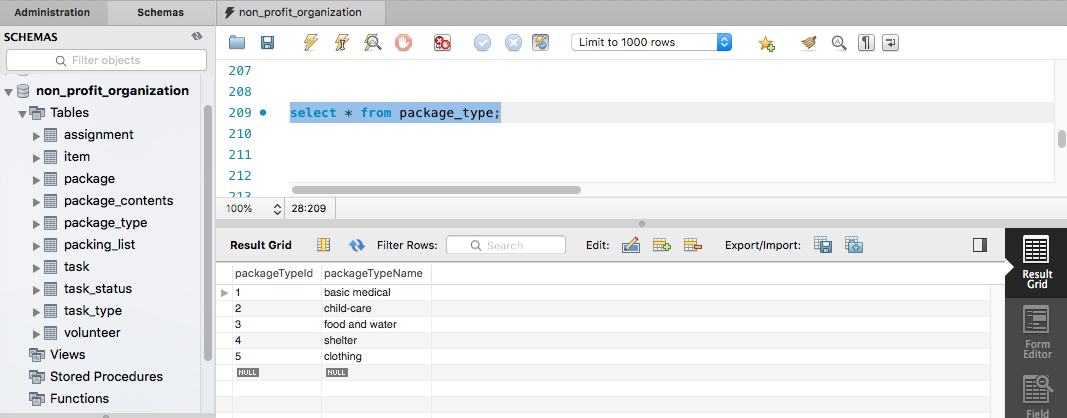 Administration Schemas non_profit_organization
SCHEMAS
Filter objects
non_profit_organization
Tables
assignment
item
package
package_contents
package_type
packing_list
task
task_status
task_type
volunteer
Views
Stored Procedures
Functions
Limit to 1000 rows
207
208
209 select * from package_type;
210
211
212
213
100% 28:209
Result Grid Filter Rows: Search Edit: Export/Import:
packageTypeId packageTypeName
1 basic medical
2 child-care
3 food and water
4 shelter
5 clothing
NULL NULL
Result
Grid
Form
Editor
Field